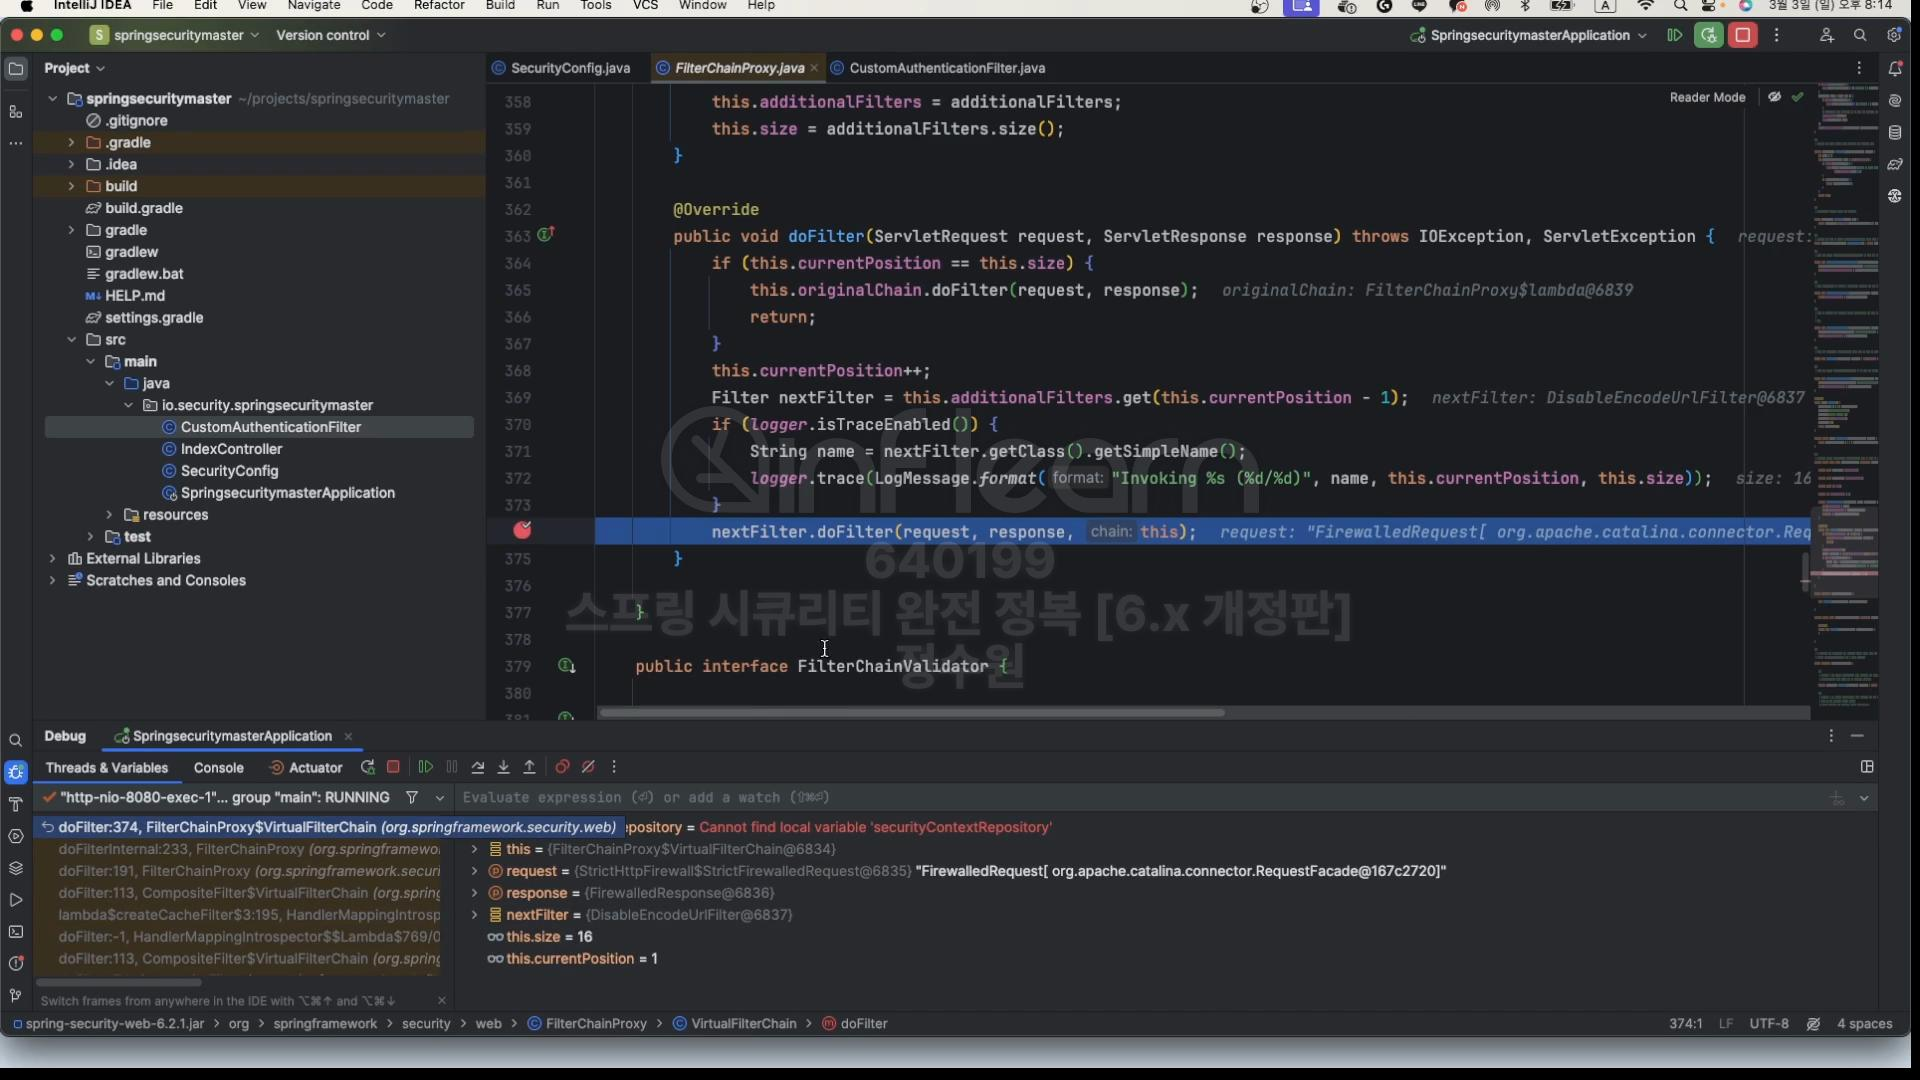 IntelliJ IDEA File Edit View Navigate Code Refactor Build Run Tools VCS Window Help A 3월 3일 (일) 오후 8:14
S springsecuritymaster Version control SpringsecuritymasterApplication
Project
SecurityConfig.java FilterChainProxy.java CustomAuthenticationFilter.java
Reader Mode
springsecuritymaster ~/projects/springsecuritymaster
.gitignore
.gradle
.idea
build
build.gradle
gradle
gradlew
gradlew.bat
M↓ HELP.md
settings.gradle
src
main
java
io.security.springsecuritymaster
CustomAuthenticationFilter
IndexController
SecurityConfig
SpringsecuritymasterApplication
resources
test
External Libraries
Scratches and Consoles
358 this.additionalFilters = additionalFilters;
359 this.size = additionalFilters.size();
360 }
361
362 @Override
363 public void doFilter(ServletRequest request, ServletResponse response) throws IOException, ServletException { request:
364 if (this.currentPosition == this.size) {
365 this.originalChain.doFilter(request, response); originalChain: FilterChainProxy$lambda@6839
366 return;
367 }
368 this.currentPosition++;
369 Filter nextFilter = this.additionalFilters.get(this.currentPosition - 1); nextFilter: DisableEncodeUrlFilter@6837
370 if (logger.isTraceEnabled()) {
371 String name = nextFilter.getClass().getSimpleName();
372 logger.trace(LogMessage.format( format: "Invoking %s (%d/%d)", name, this.currentPosition, this.size)); size: 16
373 }
nextFilter.doFilter(request, response, chain: this); request: "FirewalledRequest[ org.apache.catalina.connector.Req
375 }
376
377 }
378
379 public interface FilterChainValidator {
380
381
inflearn
640199
스프링 시큐리티 완전 정복 [6.x 개정판]
정수원
Debug SpringsecuritymasterApplication
Threads & Variables Console Actuator
"http-nio-8080-exec-1"... group "main": RUNNING
Evaluate expression (⏎) or add a watch (⇧⌘⏎)
doFilter:374, FilterChainProxy$VirtualFilterChain (org.springframework.security.web)
doFilterInternal:233, FilterChainProxy (org.springframewor
doFilter:191, FilterChainProxy (org.springframework.securi
doFilter:113, CompositeFilter$VirtualFilterChain (org.spring
lambda$createCacheFilter$3:195, HandlerMappingIntrosp
doFilter:-1, HandlerMappingIntrospector$$Lambda$769/0
doFilter:113, CompositeFilter$VirtualFilterChain (org.spring
Switch frames from anywhere in the IDE with ⌥⌘↑ and ⌥⌘↓
epository = Cannot find local variable 'securityContextRepository'
this = {FilterChainProxy$VirtualFilterChain@6834}
request = {StrictHttpFirewall$StrictFirewalledRequest@6835} "FirewalledRequest[ org.apache.catalina.connector.RequestFacade@167c2720]"
response = {FirewalledResponse@6836}
nextFilter = {DisableEncodeUrlFilter@6837}
this.size = 16
this.currentPosition = 1
spring-security-web-6.2.1.jar > org > springframework > security > web > FilterChainProxy > VirtualFilterChain > doFilter
374:1 LF UTF-8 4 spaces